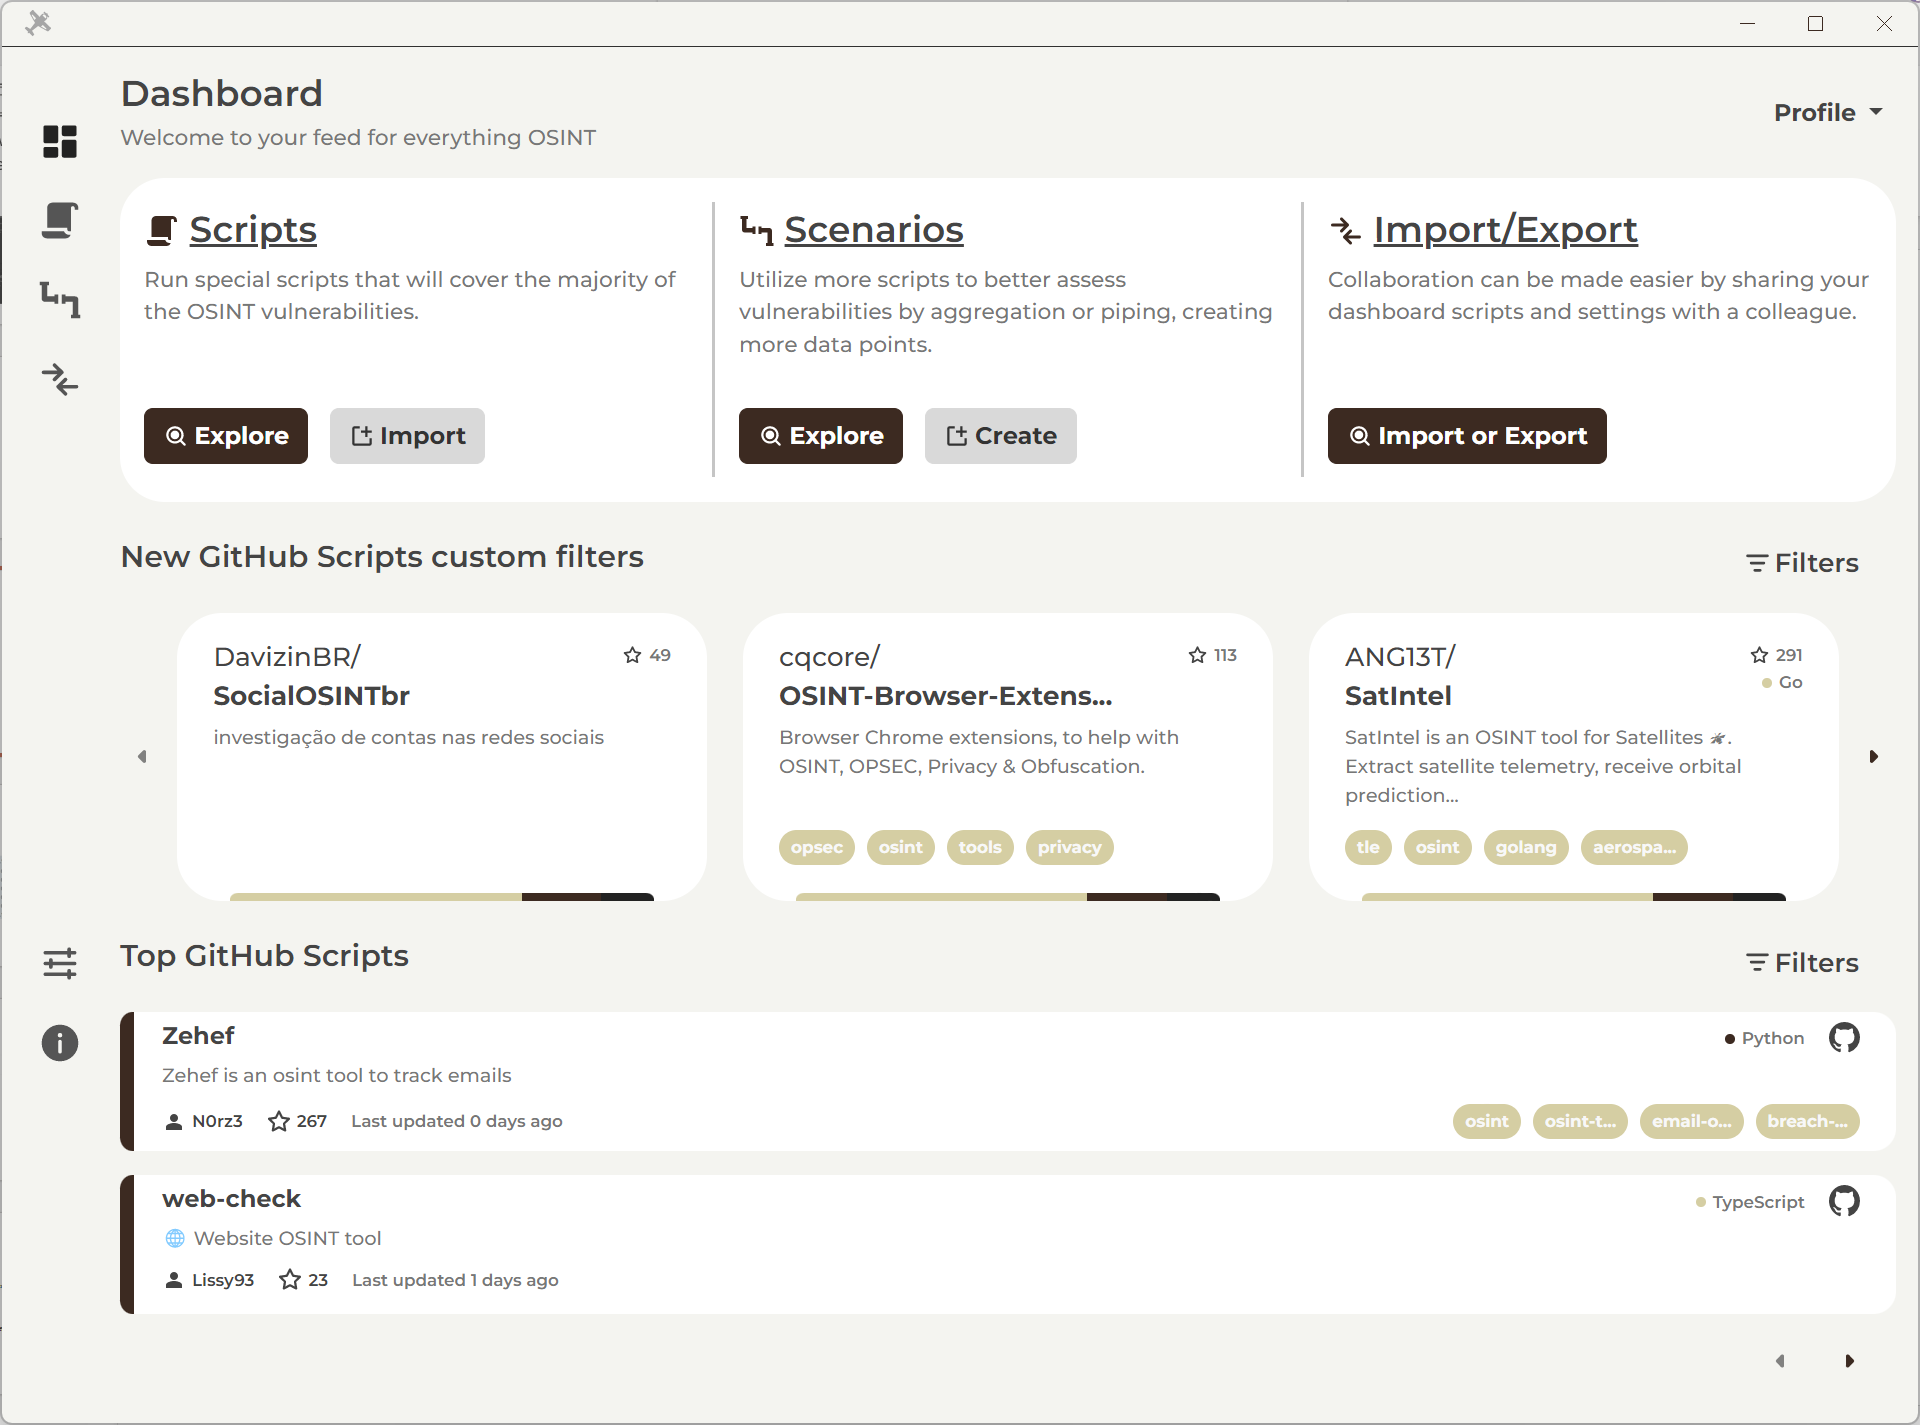 Dashboard
Welcome to your feed for everything OSINT
Profile
Scripts
Run special scripts that will cover the majority of
the OSINT vulnerabilities.
Explore
Import
Scenarios
Utilize more scripts to better assess
vulnerabilities by aggregation or piping, creating
more data points.
Explore
Create
Import/Export
Collaboration can be made easier by sharing your
dashboard scripts and settings with a colleague.
Import or Export
New GitHub Scripts custom filters
Filters
DavizinBR/
49
SocialOSINTbr
investigação de contas nas redes sociais
cqcore/
113
OSINT-Browser-Extens...
Browser Chrome extensions, to help with
OSINT, OPSEC, Privacy & Obfuscation.
opsec
osint
tools
privacy
ANG13T/
291
Go
SatIntel
SatIntel is an OSINT tool for Satellites 🛰.
Extract satellite telemetry, receive orbital
prediction...
tle
osint
golang
aerospa...
Top GitHub Scripts
Filters
Zehef
Python
Zehef is an osint tool to track emails
N0rz3
267
Last updated 0 days ago
osint
osint-t...
email-o...
breach-...
web-check
TypeScript
🌐 Website OSINT tool
Lissy93
23
Last updated 1 days ago